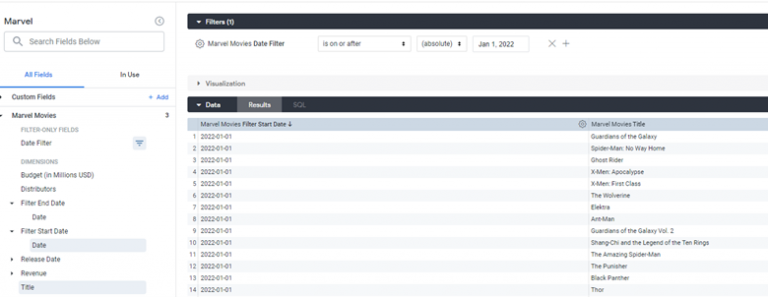 Marvel
Search Fields Below
All Fields
In Use
Custom Fields
+ Add
Marvel Movies
3
FILTER-ONLY FIELDS
Date Filter
DIMENSIONS
Budget (in Millions USD)
Distributors
Filter End Date
Date
Filter Start Date
Date
Release Date
Revenue
Title
Filters (1)
Marvel Movies Date Filter
is on or after
(absolute)
Jan 1, 2022
Visualization
Data
Results
SQL
Marvel Movies Filter Start Date ↓
Marvel Movies Title
1 2022-01-01 Guardians of the Galaxy
2 2022-01-01 Spider-Man: No Way Home
3 2022-01-01 Ghost Rider
4 2022-01-01 X-Men: Apocalypse
5 2022-01-01 X-Men: First Class
6 2022-01-01 The Wolverine
7 2022-01-01 Elektra
8 2022-01-01 Ant-Man
9 2022-01-01 Guardians of the Galaxy Vol. 2
10 2022-01-01 Shang-Chi and the Legend of the Ten Rings
11 2022-01-01 The Amazing Spider-Man
12 2022-01-01 The Punisher
13 2022-01-01 Black Panther
14 2022-01-01 Thor